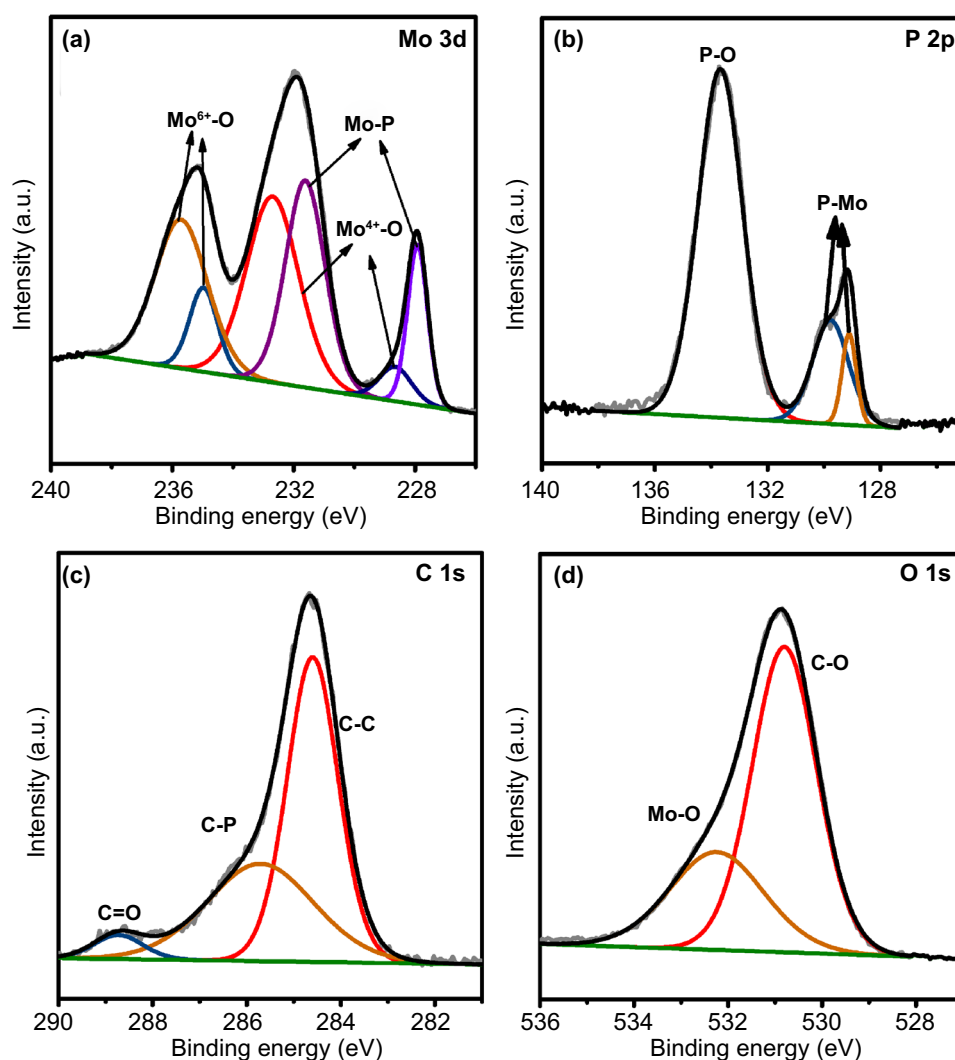 (a)
Mo 3d
Mo⁶⁺-O
Mo-P
Mo⁴⁺-O
Intensity (a.u.)
240 236 232 228
Binding energy (eV)
(b)
P 2p
P-O
P-Mo
Intensity (a.u.)
140 136 132 128
Binding energy (eV)
(c)
C 1s
C-C
C-P
C=O
Intensity (a.u.)
290 288 286 284 282
Binding energy (eV)
(d)
O 1s
C-O
Mo-O
Intensity (a.u.)
536 534 532 530 528
Binding energy (eV)